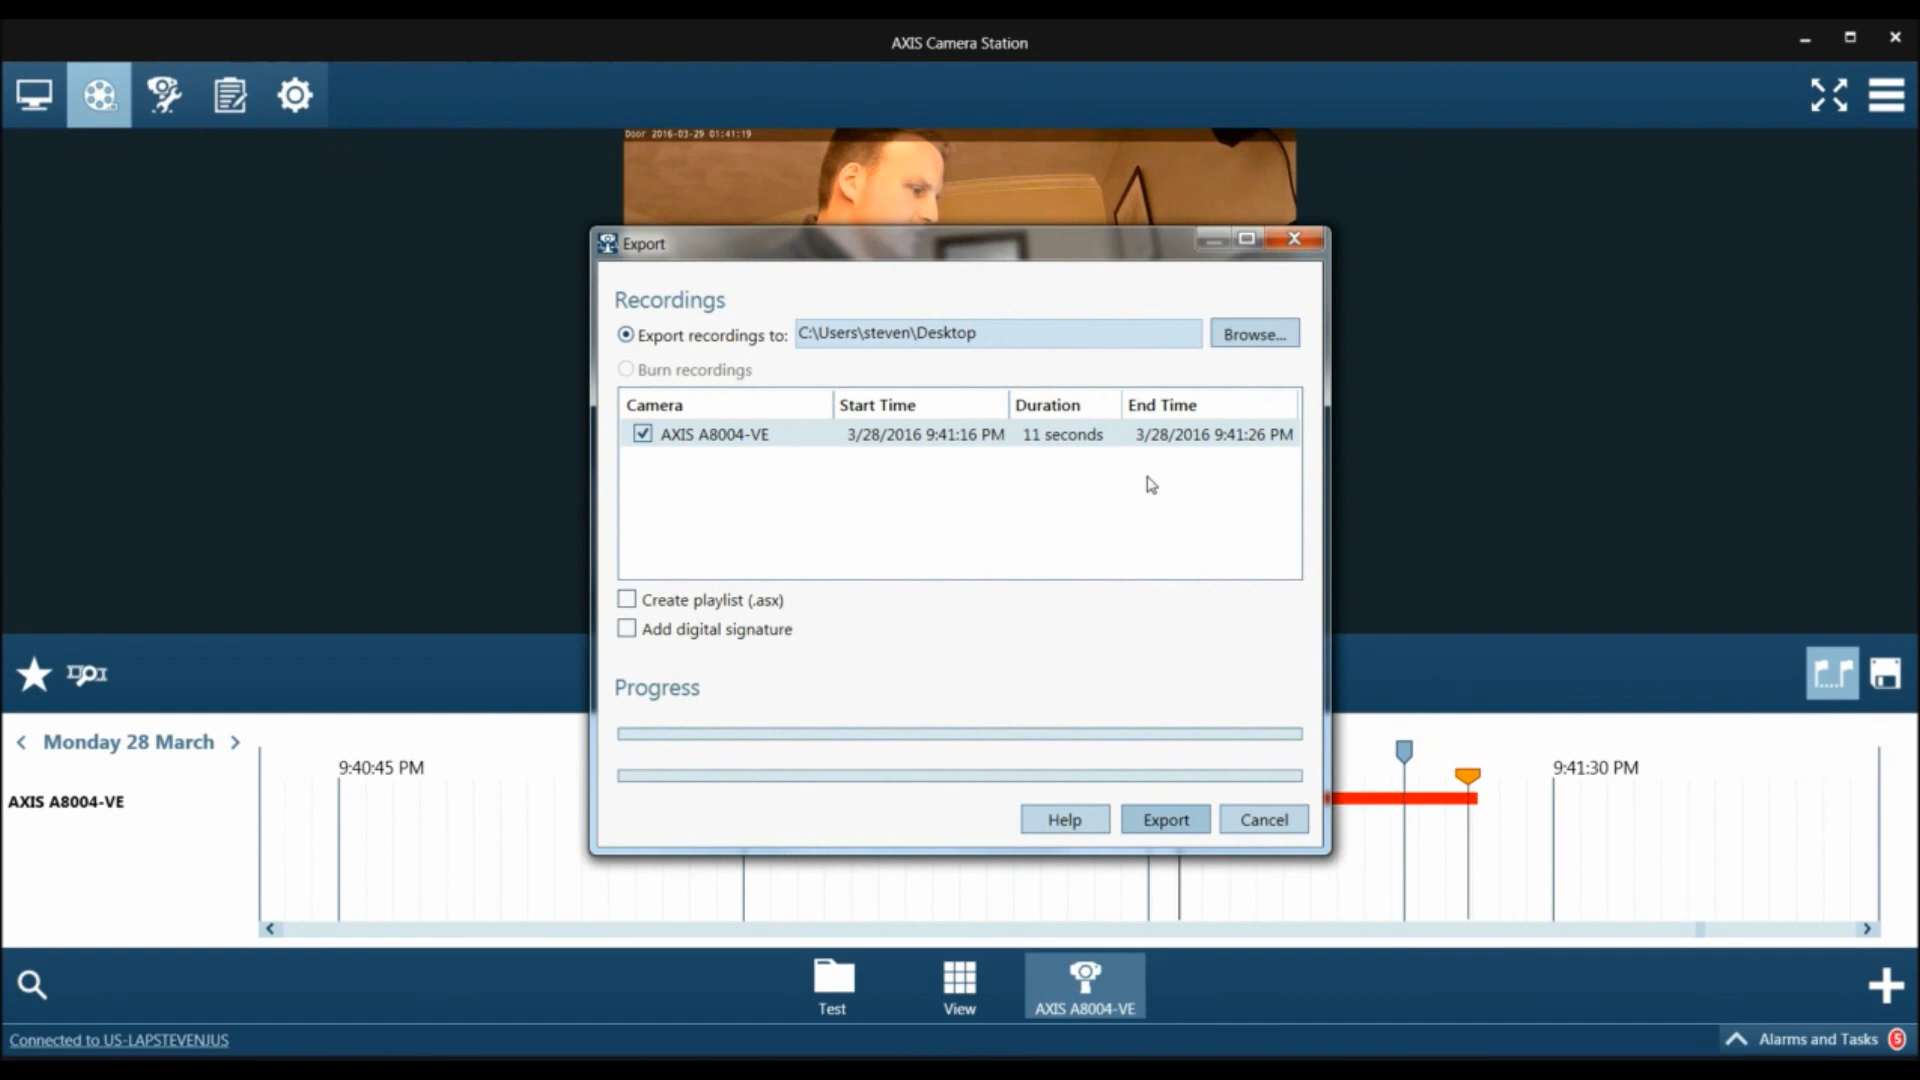 AXIS Camera Station
Door 2016-03-29 01:41:19
Export
Recordings
Export recordings to: C:\Users\steven\Desktop Browse...
Burn recordings
Camera Start Time Duration End Time
AXIS A8004-VE 3/28/2016 9:41:16 PM 11 seconds 3/28/2016 9:41:26 PM
Create playlist (.asx)
Add digital signature
Progress
Monday 28 March
9:40:45 PM 9:41:30 PM
AXIS A8004-VE
Help Export Cancel
Test View AXIS A8004-VE
Connected to US-LAPSTEVENJUS Alarms and Tasks 5